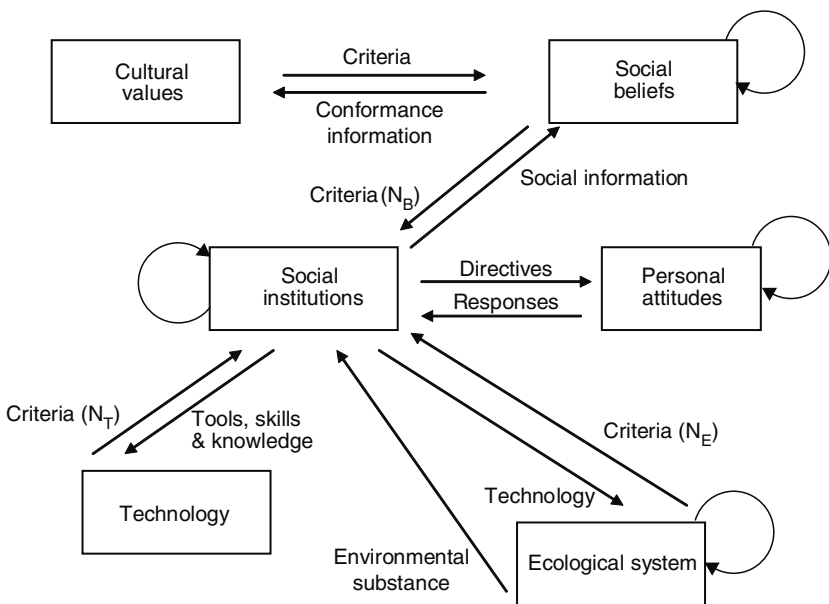 Cultural
values
Criteria
Conformance
information
Social
beliefs
Criteria (N_B)
Social information
Social
institutions
Directives
Responses
Personal
attitudes
Criteria (N_T)
Tools, skills
& knowledge
Criteria (N_E)
Technology
Technology
Environmental
substance
Ecological system